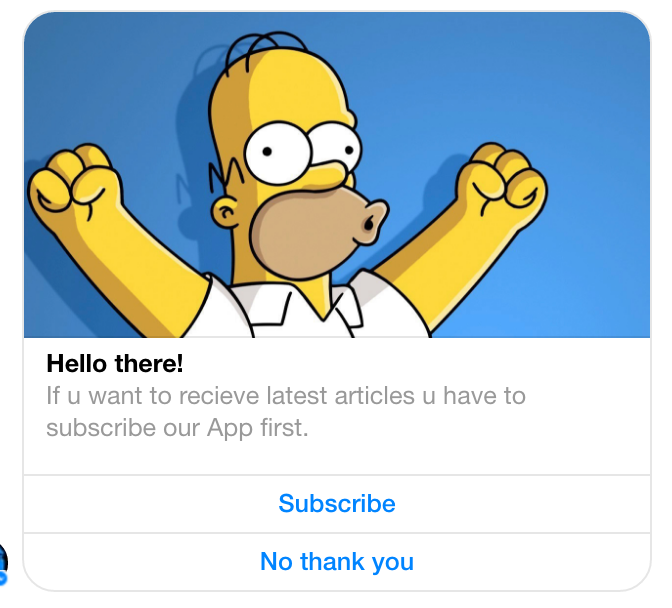 Hello there!
If u want to recieve latest articles u have to
subscribe our App first.
Subscribe
No thank you